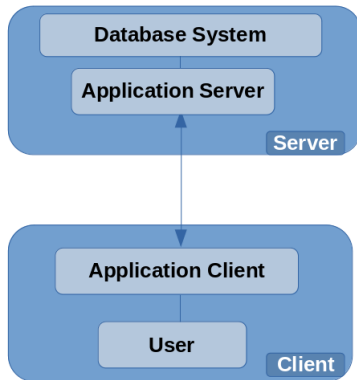 Database System
Application Server
Server
Application Client
User
Client